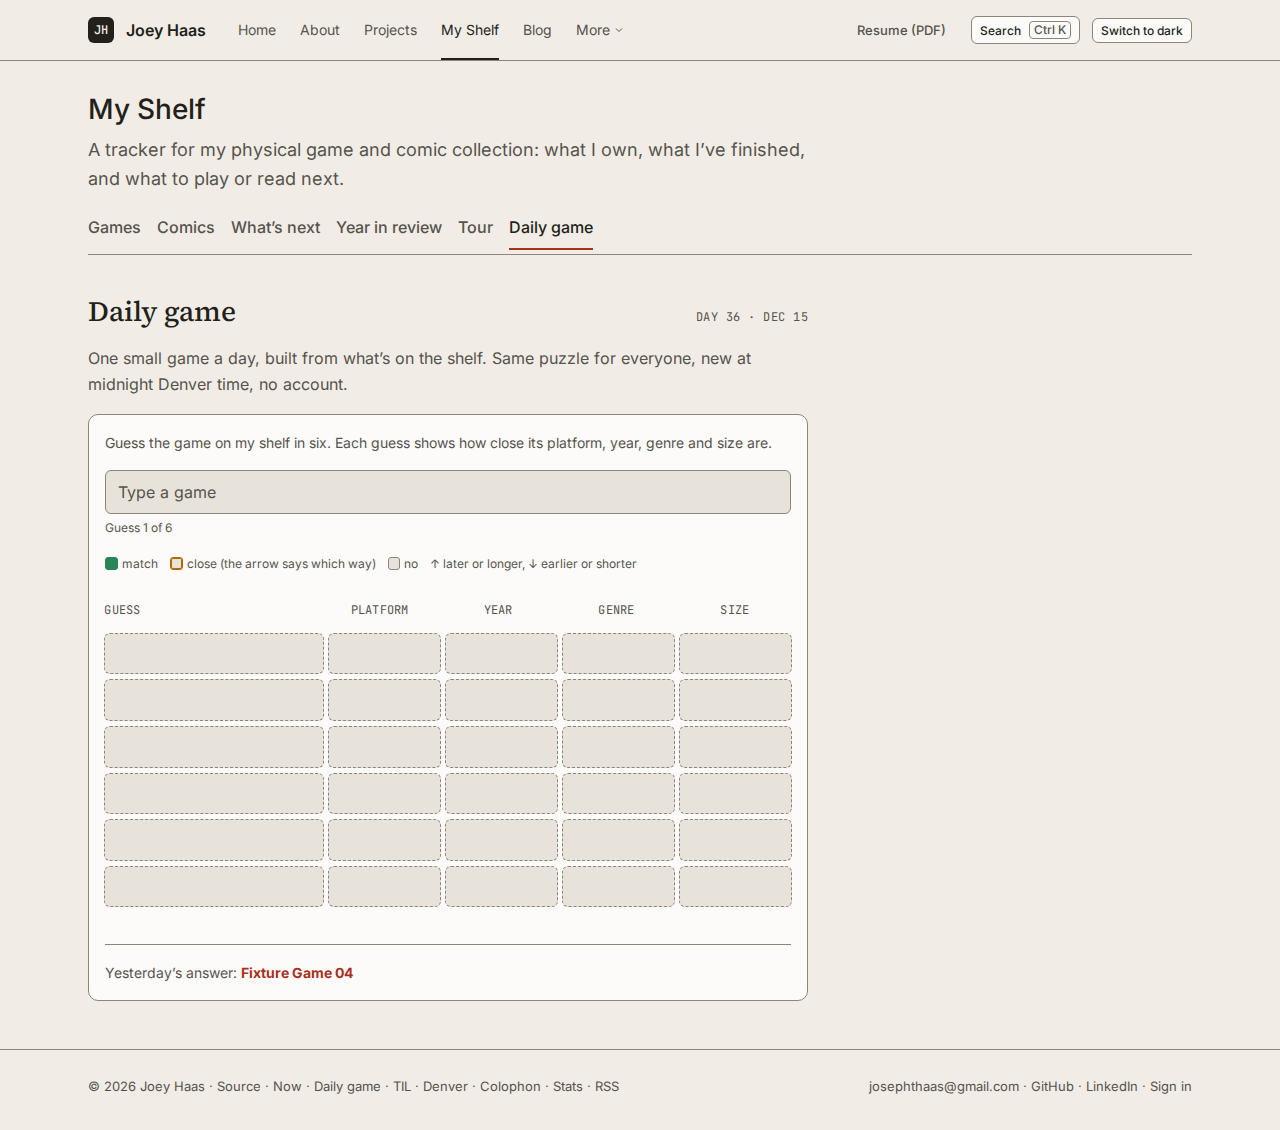 JH Joey Haas Home About Projects My Shelf Blog More Resume (PDF) Search Ctrl K Switch to dark
My Shelf
A tracker for my physical game and comic collection: what I own, what I’ve finished,
and what to play or read next.
Games Comics What’s next Year in review Tour Daily game
Daily game DAY 36 · DEC 15
One small game a day, built from what’s on the shelf. Same puzzle for everyone, new at
midnight Denver time, no account.
Guess the game on my shelf in six. Each guess shows how close its platform, year, genre and size are.
Type a game
Guess 1 of 6
match close (the arrow says which way) no ↑ later or longer, ↓ earlier or shorter
GUESS PLATFORM YEAR GENRE SIZE
Yesterday’s answer: Fixture Game 04
© 2026 Joey Haas · Source · Now · Daily game · TIL · Denver · Colophon · Stats · RSS josephthaas@gmail.com · GitHub · LinkedIn · Sign in